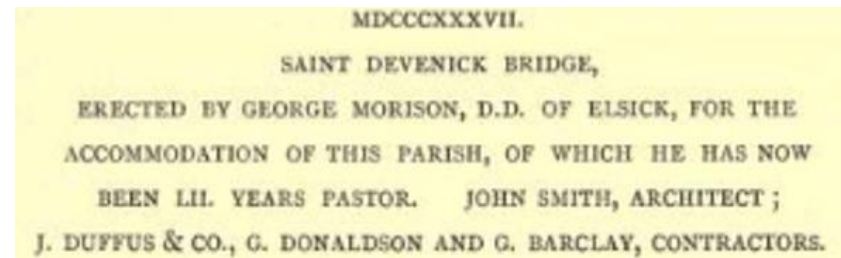 MDCCCXXXVII.
SAINT DEVENICK BRIDGE,
ERECTED BY GEORGE MORISON, D.D. OF ELSICK, FOR THE
ACCOMMODATION OF THIS PARISH, OF WHICH HE HAS NOW
BEEN LII. YEARS PASTOR. JOHN SMITH, ARCHITECT;
J. DUFFUS & CO., G. DONALDSON AND G. BARCLAY, CONTRACTORS.